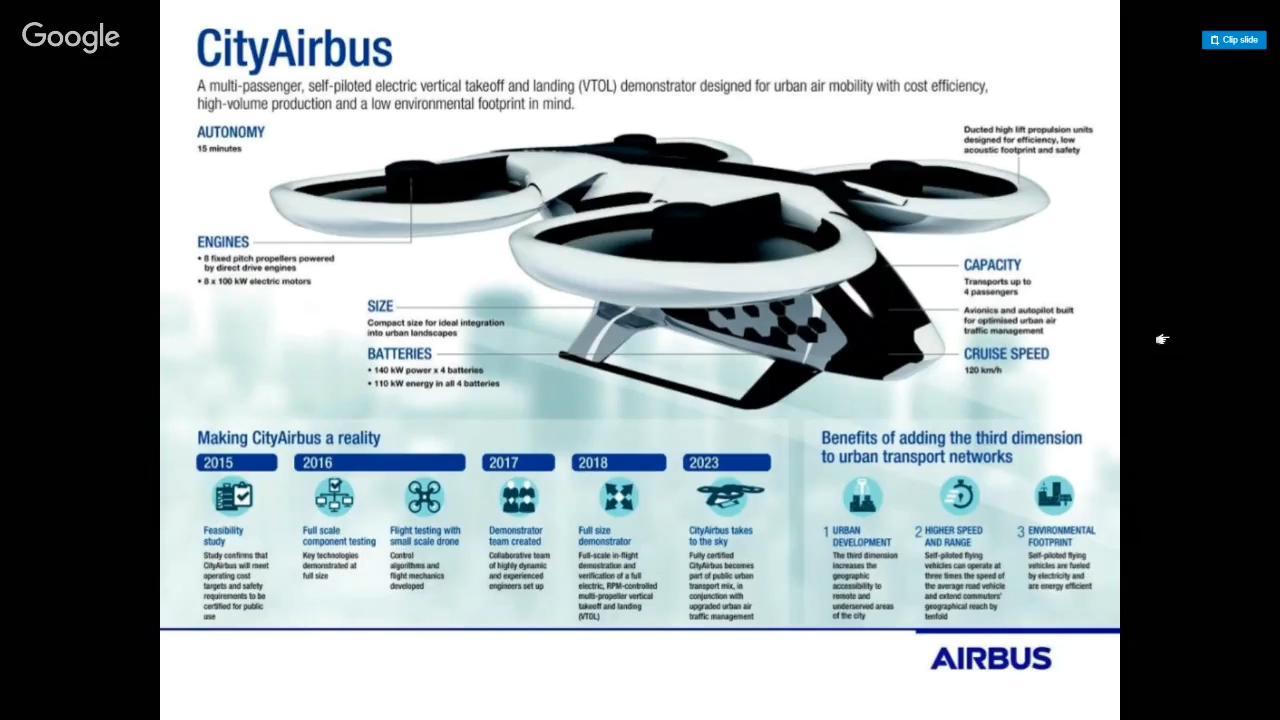 Google
Clip slide
CityAirbus
A multi-passenger, self-piloted electric vertical takeoff and landing (VTOL) demonstrator designed for urban air mobility with cost efficiency,
high-volume production and a low environmental footprint in mind.
AUTONOMY
15 minutes
Ducted high lift propulsion units
designed for efficiency, low
acoustic footprint and safety
ENGINES
• 8 fixed pitch propellers powered
by direct drive engines
• 8 x 100 kW electric motors
CAPACITY
Transports up to
4 passengers
SIZE
Compact size for ideal integration
into urban landscapes
Avionics and autopilot built
for optimised urban air
traffic management
BATTERIES
• 140 kW power x 4 batteries
• 110 kW energy in all 4 batteries
CRUISE SPEED
120 km/h
Making CityAirbus a reality
2015
Feasibility
study
Study confirms that
CityAirbus will meet
operating cost
targets and safety
requirements to be
certified for public
use
2016
Full scale
component testing
Key technologies
demonstrated at
full size
Flight testing with
small scale drone
Control
algorithms and
flight mechanics
developed
2017
Demonstrator
team created
Collaborative team
of highly dynamic
and experienced
engineers set up
2018
Full size
demonstrator
Full-scale in-flight
demostration and
verification of a full
electric, RPM-controlled
multi-propeller vertical
takeoff and landing
(VTOL)
2023
CityAirbus takes
to the sky
Fully certified
CityAirbus becomes
part of public urban
transport mix, in
conjunction with
upgraded urban air
traffic management
Benefits of adding the third dimension
to urban transport networks
1 URBAN
DEVELOPMENT
The third dimension
increases the
geographic
accessibility to
remote and
underserved areas
of the city
2 HIGHER SPEED
AND RANGE
Self-piloted flying
vehicles can operate at
three times the speed of
the average road vehicle
and extend commuters'
geographical reach by
tenfold
3 ENVIRONMENTAL
FOOTPRINT
Self-piloted flying
vehicles are fueled
by electricity and
are energy efficient
AIRBUS